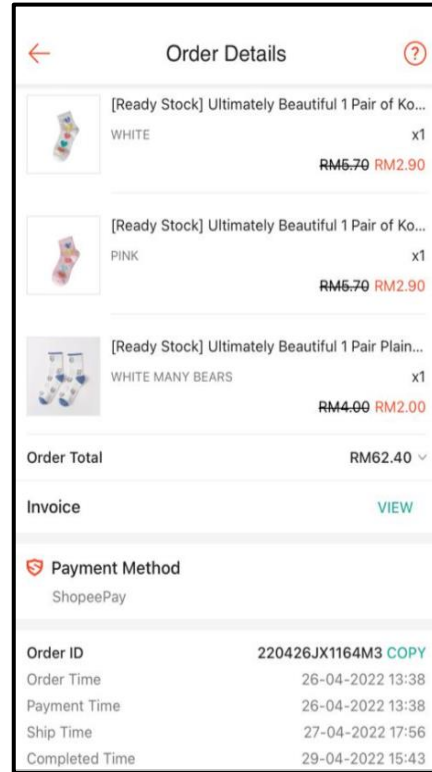 Order Details
?
[Ready Stock] Ultimately Beautiful 1 Pair of Ko...
WHITE x1
RM5.70 RM2.90
[Ready Stock] Ultimately Beautiful 1 Pair of Ko...
PINK x1
RM5.70 RM2.90
[Ready Stock] Ultimately Beautiful 1 Pair Plain...
WHITE MANY BEARS x1
RM4.00 RM2.00
Order Total RM62.40
Invoice VIEW
S Payment Method
ShopeePay
Order ID 220426JX1164M3 COPY
Order Time 26-04-2022 13:38
Payment Time 26-04-2022 13:38
Ship Time 27-04-2022 17:56
Completed Time 29-04-2022 15:43